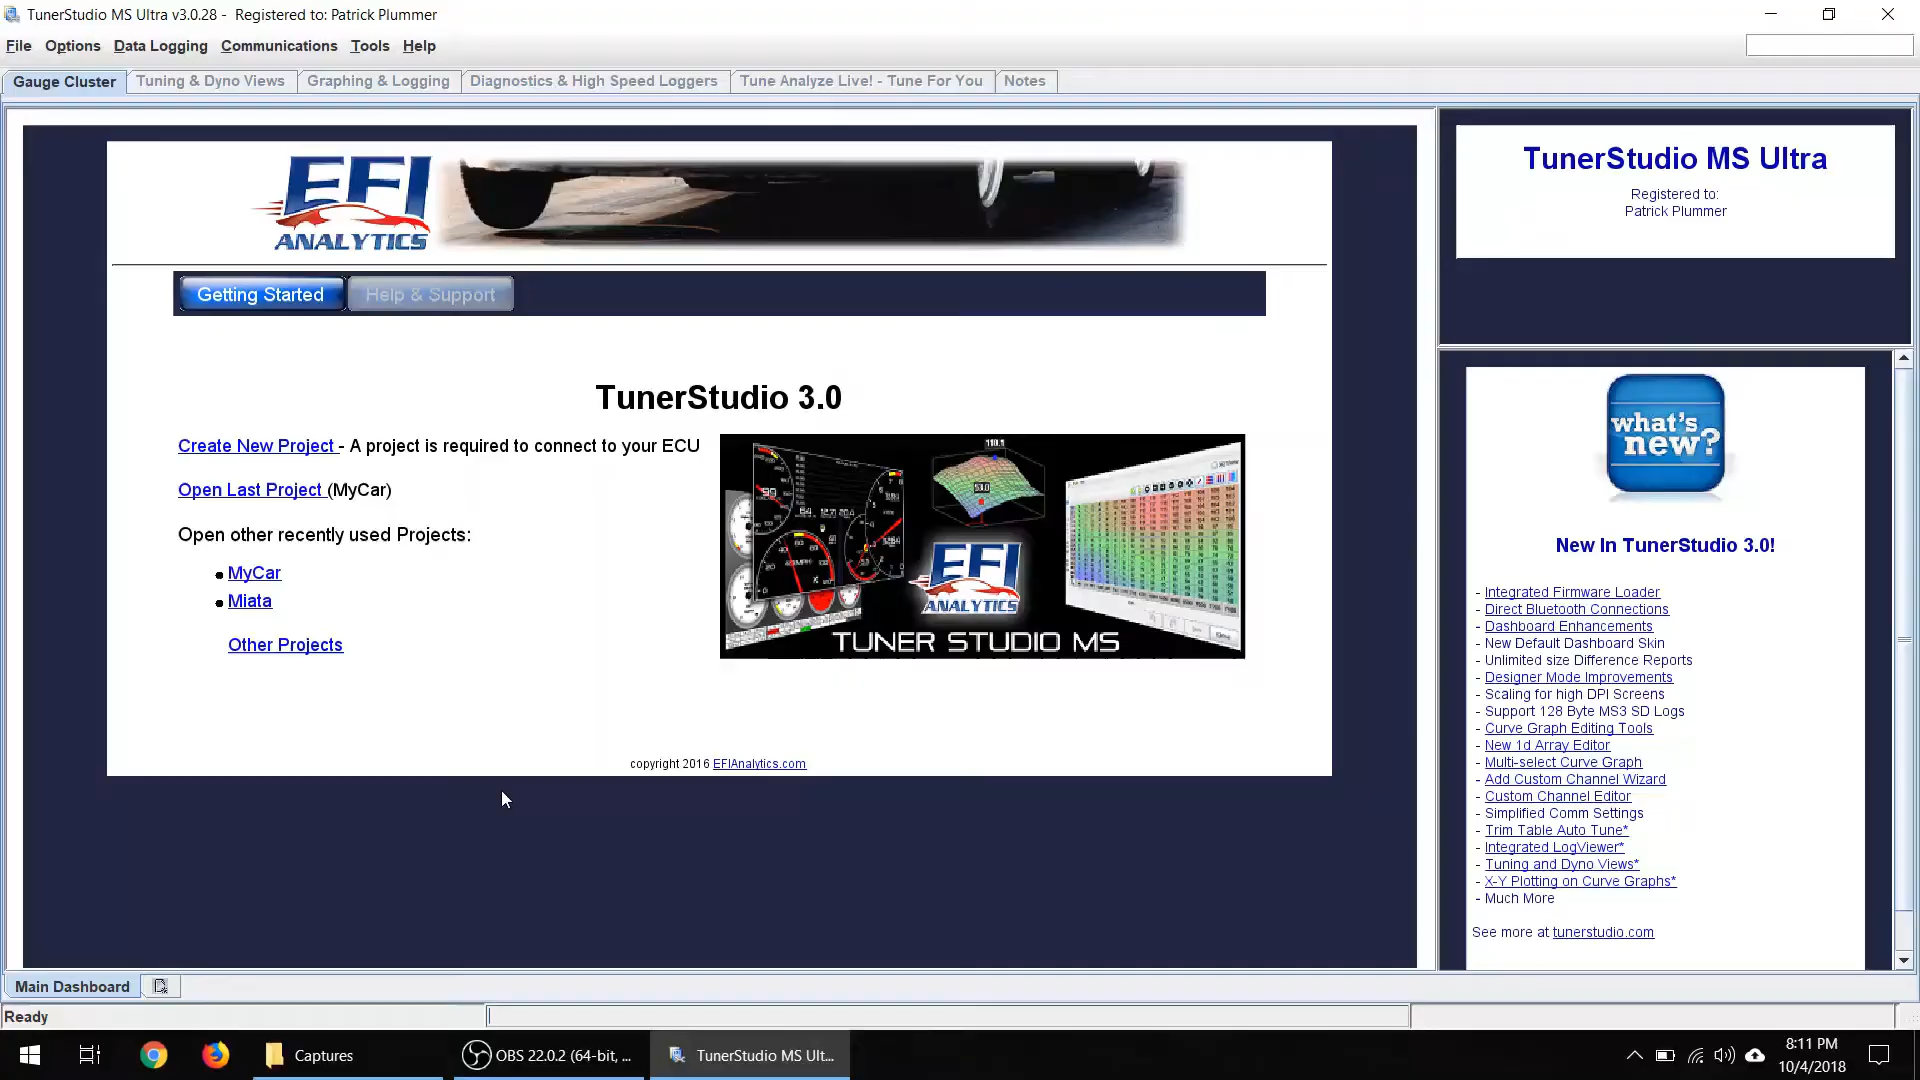 TunerStudio MS Ultra v3.0.28 -  Registered to: Patrick Plummer
File Options Data Logging Communications Tools Help
Gauge Cluster Tuning & Dyno Views Graphing & Logging Diagnostics & High Speed Loggers Tune Analyze Live! - Tune For You Notes
EFI
ANALYTICS
Getting Started Help & Support
TunerStudio 3.0
Create New Project - A project is required to connect to your ECU
Open Last Project (MyCar)
Open other recently used Projects:
MyCar
Miata
Other Projects
EFI
ANALYTICS
TUNER STUDIO MS
copyright 2016 EFIAnalytics.com
TunerStudio MS Ultra
Registered to:
Patrick Plummer
what's
new?
New In TunerStudio 3.0!
- Integrated Firmware Loader
- Direct Bluetooth Connections
- Dashboard Enhancements
- New Default Dashboard Skin
- Unlimited size Difference Reports
- Designer Mode Improvements
- Scaling for high DPI Screens
- Support 128 Byte MS3 SD Logs
- Curve Graph Editing Tools
- New 1d Array Editor
- Multi-select Curve Graph
- Add Custom Channel Wizard
- Custom Channel Editor
- Simplified Comm Settings
- Trim Table Auto Tune*
- Integrated LogViewer*
- Tuning and Dyno Views*
- X-Y Plotting on Curve Graphs*
- Much More
See more at tunerstudio.com
Main Dashboard
Ready
Captures OBS 22.0.2 (64-bit, ... TunerStudio MS Ult...
8:11 PM
10/4/2018